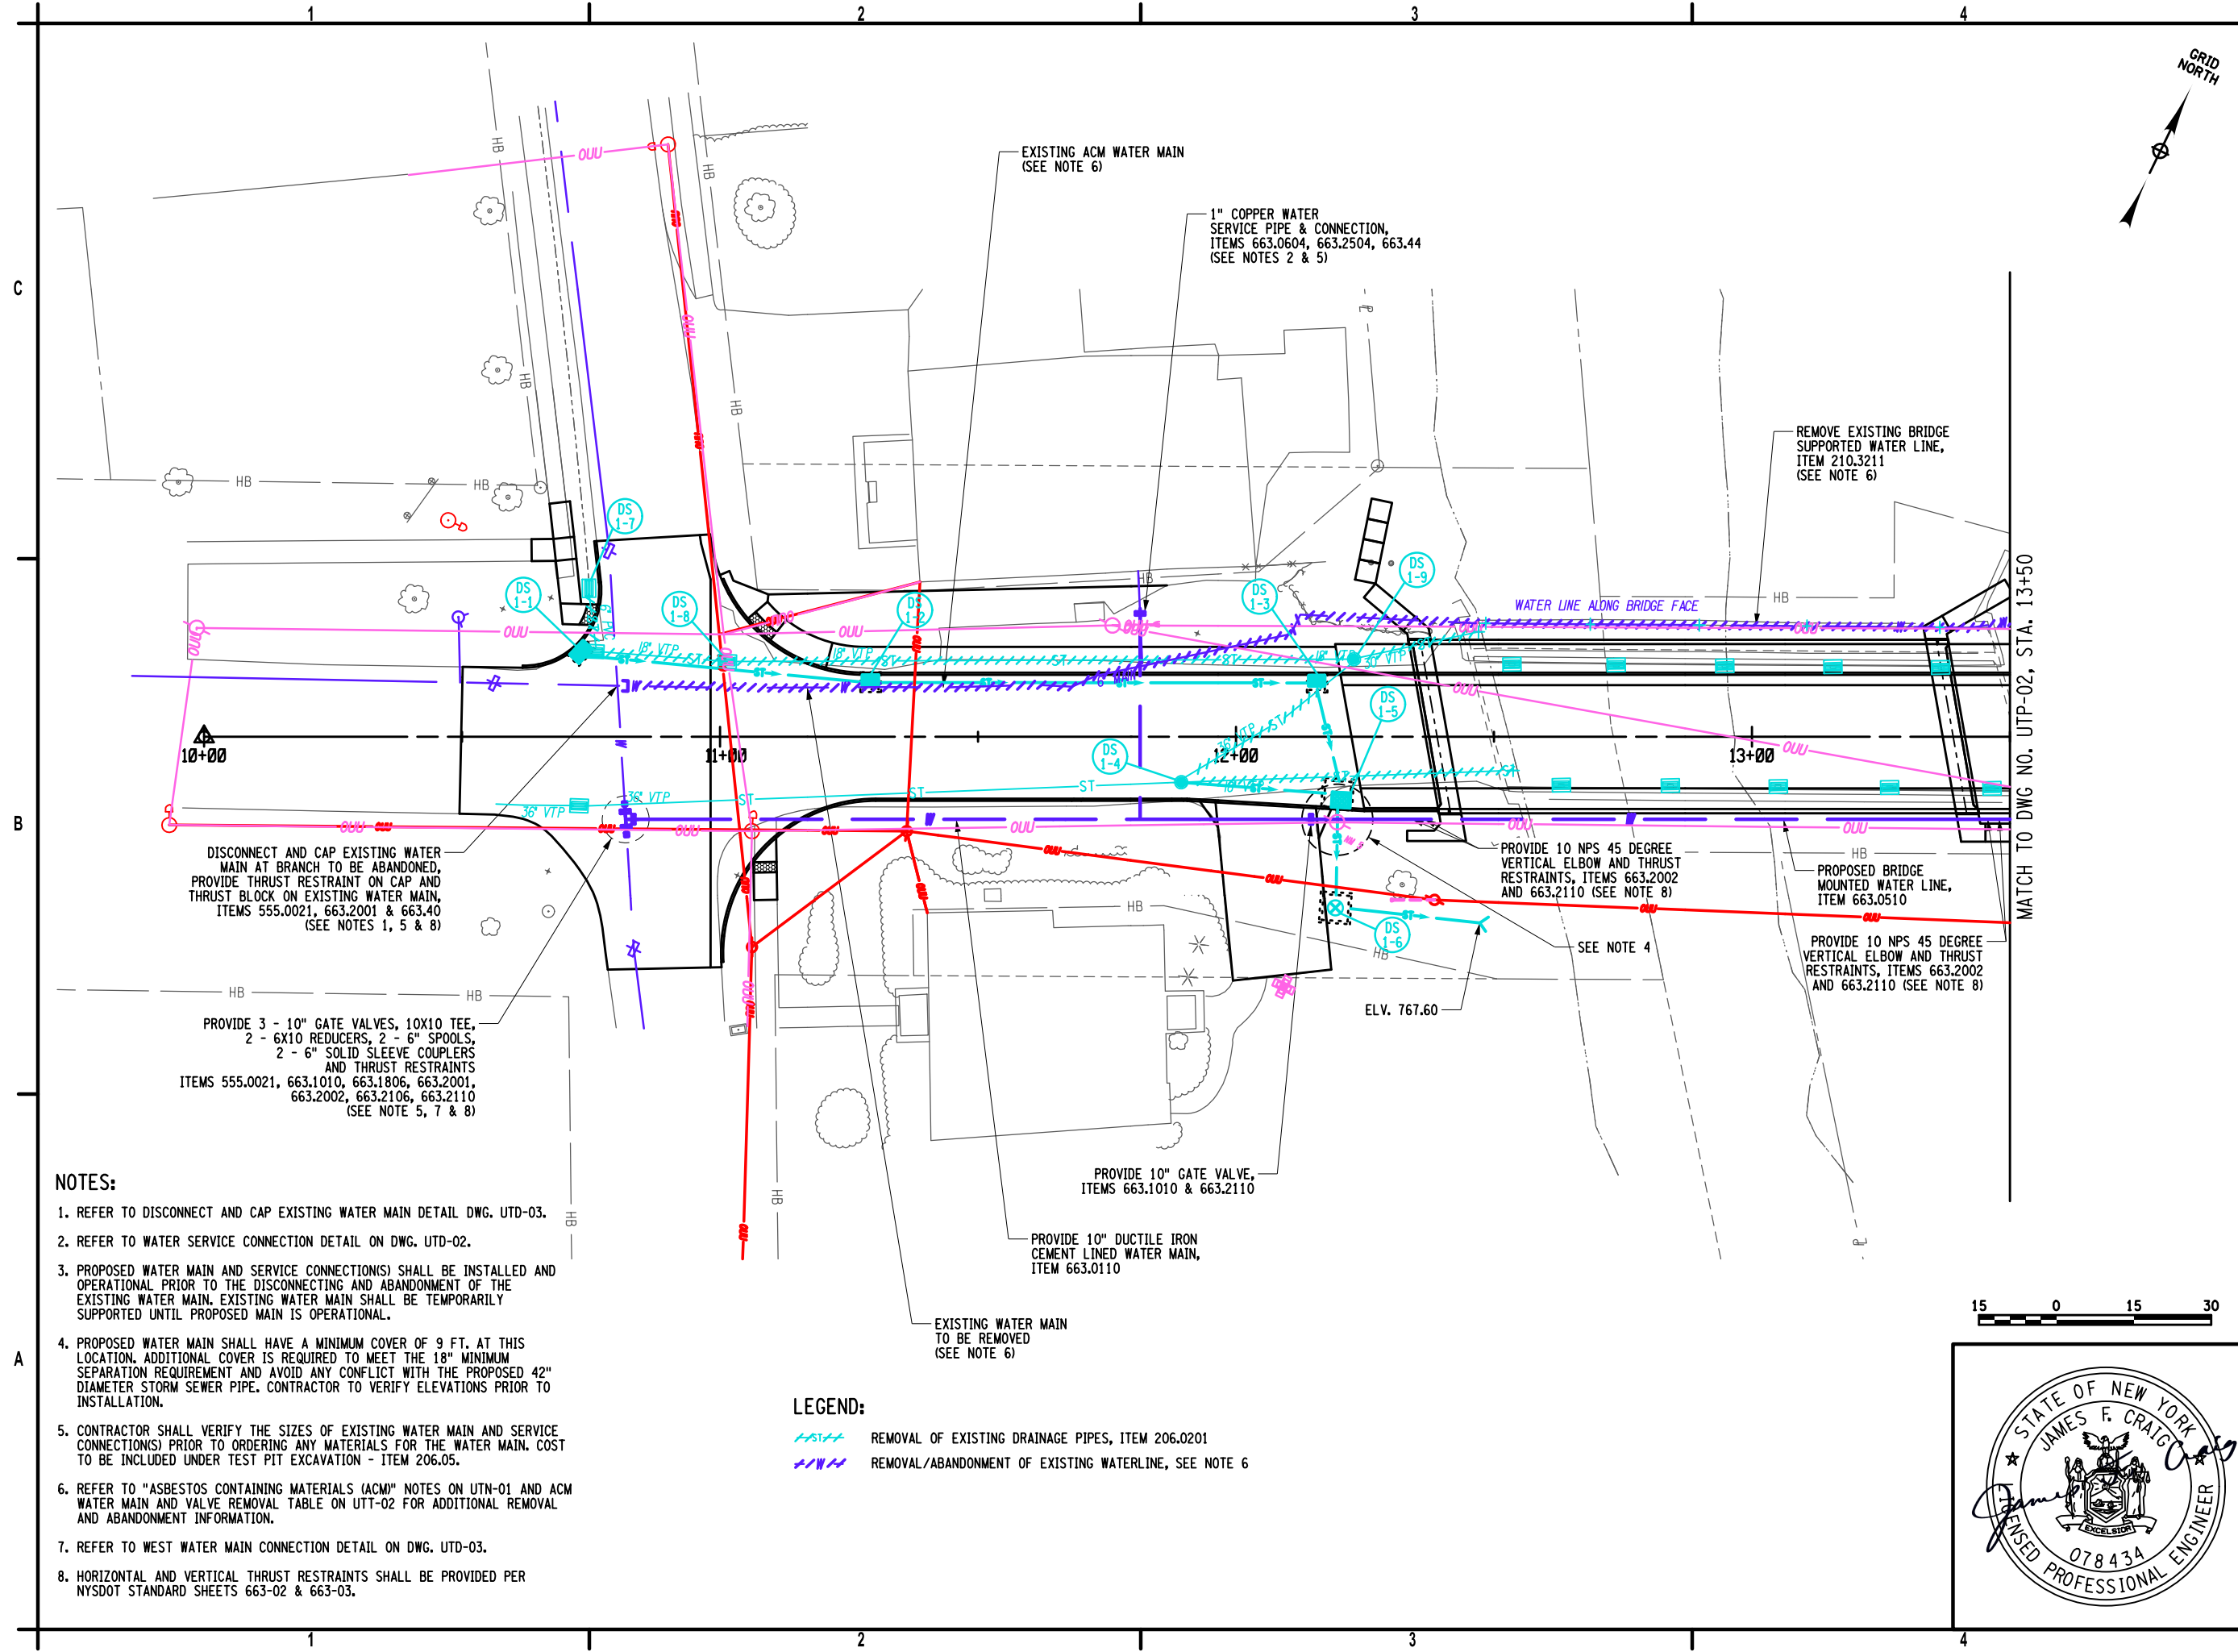 1 2 3 4
GRID
NORTH
C
B
A
EXISTING ACM WATER MAIN
(SEE NOTE 6)
1" COPPER WATER
SERVICE PIPE & CONNECTION,
ITEMS 663.0604, 663.2504, 663.44
(SEE NOTES 2 & 5)
REMOVE EXISTING BRIDGE
SUPPORTED WATER LINE,
ITEM 210.3211
(SEE NOTE 6)
HB
OUU
DS
1-7
DS
1-1
DS
1-8
DS
1-2
DS
1-3
DS
1-9
DS
1-5
DS
1-4
DS
1-6
WATER LINE ALONG BRIDGE FACE
18" VTP
18" VTP
18" VTP
30" VTP
36" VTP
36" VTP
36" VTP
ST
W
10+00
11+00
12+00
13+00
MATCH TO DWG NO. UTP-02, STA. 13+50
DISCONNECT AND CAP EXISTING WATER
MAIN AT BRANCH TO BE ABANDONED,
PROVIDE THRUST RESTRAINT ON CAP AND
THRUST BLOCK ON EXISTING WATER MAIN,
ITEMS 555.0021, 663.2001 & 663.40
(SEE NOTES 1, 5 & 8)
PROVIDE 10 NPS 45 DEGREE
VERTICAL ELBOW AND THRUST
RESTRAINTS, ITEMS 663.2002
AND 663.2110 (SEE NOTE 8)
PROPOSED BRIDGE
MOUNTED WATER LINE,
ITEM 663.0510
SEE NOTE 4
PROVIDE 10 NPS 45 DEGREE
VERTICAL ELBOW AND THRUST
RESTRAINTS, ITEMS 663.2002
AND 663.2110 (SEE NOTE 8)
ELV. 767.60
PROVIDE 3 - 10" GATE VALVES, 10X10 TEE,
2 - 6X10 REDUCERS, 2 - 6" SPOOLS,
2 - 6" SOLID SLEEVE COUPLERS
AND THRUST RESTRAINTS
ITEMS 555.0021, 663.1010, 663.1806, 663.2001,
663.2002, 663.2106, 663.2110
(SEE NOTE 5, 7 & 8)
PROVIDE 10" GATE VALVE,
ITEMS 663.1010 & 663.2110
PROVIDE 10" DUCTILE IRON
CEMENT LINED WATER MAIN,
ITEM 663.0110
EXISTING WATER MAIN
TO BE REMOVED
(SEE NOTE 6)
NOTES:
1. REFER TO DISCONNECT AND CAP EXISTING WATER MAIN DETAIL DWG. UTD-03.
2. REFER TO WATER SERVICE CONNECTION DETAIL ON DWG. UTD-02.
3. PROPOSED WATER MAIN AND SERVICE CONNECTION(S) SHALL BE INSTALLED AND
OPERATIONAL PRIOR TO THE DISCONNECTING AND ABANDONMENT OF THE
EXISTING WATER MAIN. EXISTING WATER MAIN SHALL BE TEMPORARILY
SUPPORTED UNTIL PROPOSED MAIN IS OPERATIONAL.
4. PROPOSED WATER MAIN SHALL HAVE A MINIMUM COVER OF 9 FT. AT THIS
LOCATION. ADDITIONAL COVER IS REQUIRED TO MEET THE 18" MINIMUM
SEPARATION REQUIREMENT AND AVOID ANY CONFLICT WITH THE PROPOSED 42"
DIAMETER STORM SEWER PIPE. CONTRACTOR TO VERIFY ELEVATIONS PRIOR TO
INSTALLATION.
5. CONTRACTOR SHALL VERIFY THE SIZES OF EXISTING WATER MAIN AND SERVICE
CONNECTION(S) PRIOR TO ORDERING ANY MATERIALS FOR THE WATER MAIN. COST
TO BE INCLUDED UNDER TEST PIT EXCAVATION - ITEM 206.05.
6. REFER TO "ASBESTOS CONTAINING MATERIALS (ACM)" NOTES ON UTN-01 AND ACM
WATER MAIN AND VALVE REMOVAL TABLE ON UTT-02 FOR ADDITIONAL REMOVAL
AND ABANDONMENT INFORMATION.
7. REFER TO WEST WATER MAIN CONNECTION DETAIL ON DWG. UTD-03.
8. HORIZONTAL AND VERTICAL THRUST RESTRAINTS SHALL BE PROVIDED PER
NYSDOT STANDARD SHEETS 663-02 & 663-03.
LEGEND:
ST REMOVAL OF EXISTING DRAINAGE PIPES, ITEM 206.0201
W REMOVAL/ABANDONMENT OF EXISTING WATERLINE, SEE NOTE 6
15 0 15 30
STATE OF NEW YORK
JAMES F. CRAIG
EXCELSIOR
078434
LICENSED PROFESSIONAL ENGINEER
James Craig
1 2 3 4